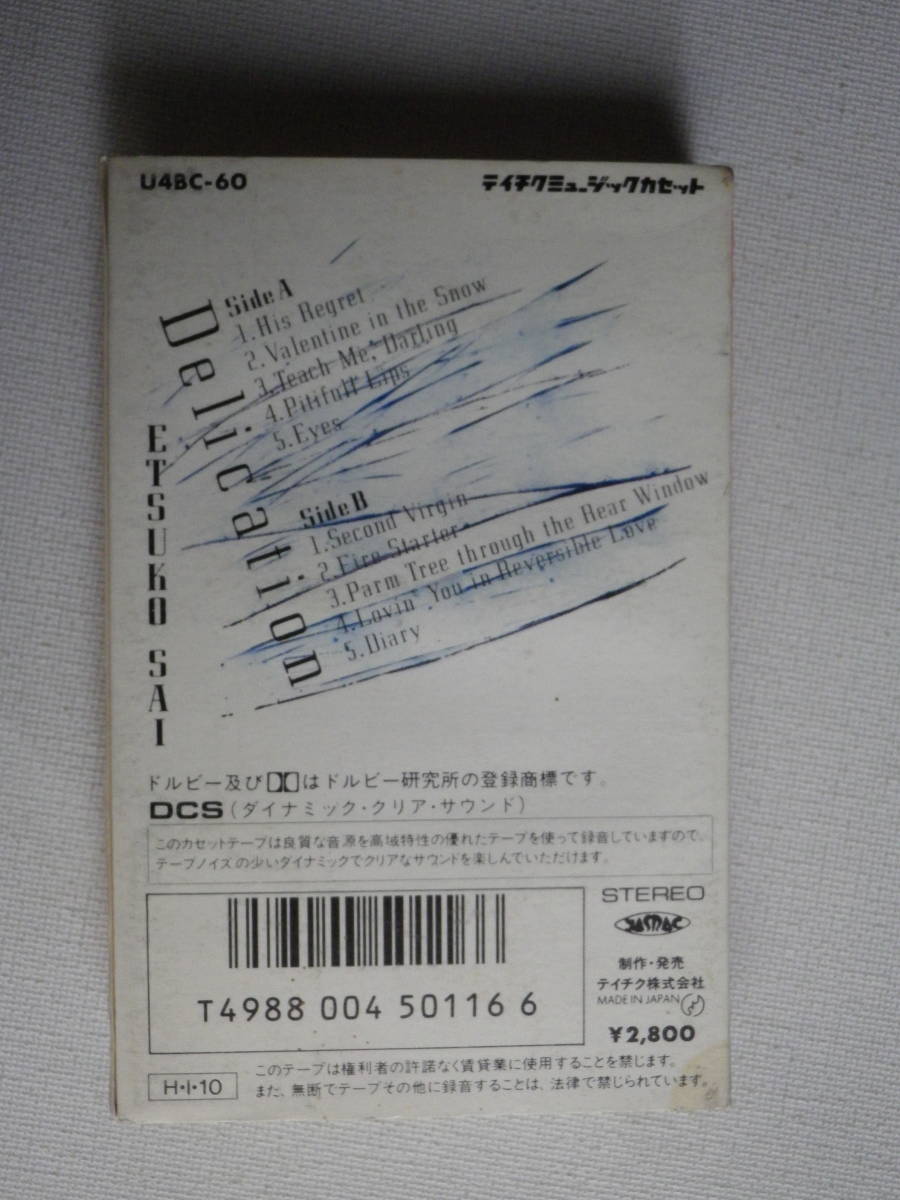 U4BC-60
テイチクミュージックカセット
Delication
ETSUKO SAI
Side A
1.His Regret
2.Valentine in the Snow
3.Teach Me, Darling
4.Pitifull Lips
5.Eyes
Side B
1.Second Virgin
2.Fire Starter
3.Parm Tree through the Rear Window
4.Lovin' You in Reversible Love
5.Diary
ドルビー及びはドルビー研究所の登録商標です。
DCS(ダイナミック・クリア・サウンド)
このカセットテープは良質な音源を高域特性の優れたテープを使って録音していますので、
テープノイズの少いダイナミックでクリアなサウンドを楽しんでいただけます。
STEREO
JASRAC
制作・発売
テイチク株式会社
MADE IN JAPAN
¥2,800
T4988 004 501166
H・I・10
このテープは権利者の許諾なく賃貸業に使用することを禁じます。
また、無断でテープその他に録音することは、法律で禁じられています。